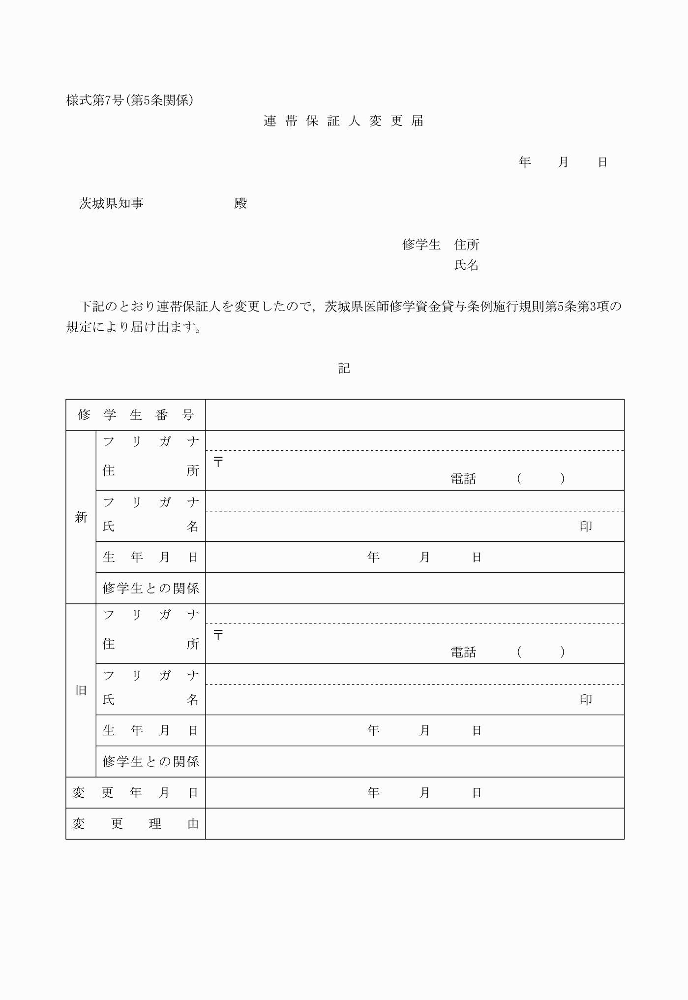 様式第7号(第5条関係)
連帯保証人変更届
年　月　日
茨城県知事　　　　　殿
修学生　住所
氏名
下記のとおり連帯保証人を変更したので，茨城県医師修学資金貸与条例施行規則第5条第3項の
規定により届け出ます。
記
修学生番号
新
フリガナ
住所
〒
電話　　(　　)
フリガナ
氏名
印
生年月日
年　月　日
修学生との関係
旧
フリガナ
住所
〒
電話　　(　　)
フリガナ
氏名
印
生年月日
年　月　日
修学生との関係
変更年月日
年　月　日
変更理由